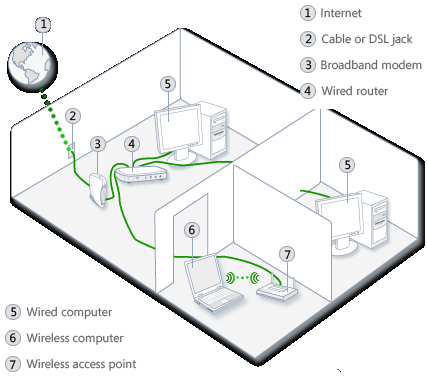 1 Internet
2 Cable or DSL jack
3 Broadband modem
4 Wired router
1
5
2
3
4
5
6
7
5 Wired computer
6 Wireless computer
7 Wireless access point